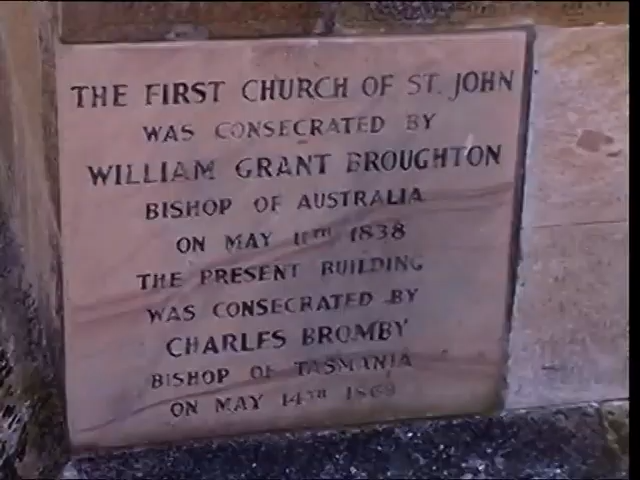 THE FIRST CHURCH OF ST. JOHN
WAS CONSECRATED BY
WILLIAM GRANT BROUGHTON
BISHOP OF AUSTRALIA
ON MAY 11TH 1838
THE PRESENT BUILDING
WAS CONSECRATED BY
CHARLES BROMBY
BISHOP OF TASMANIA
ON MAY 14TH